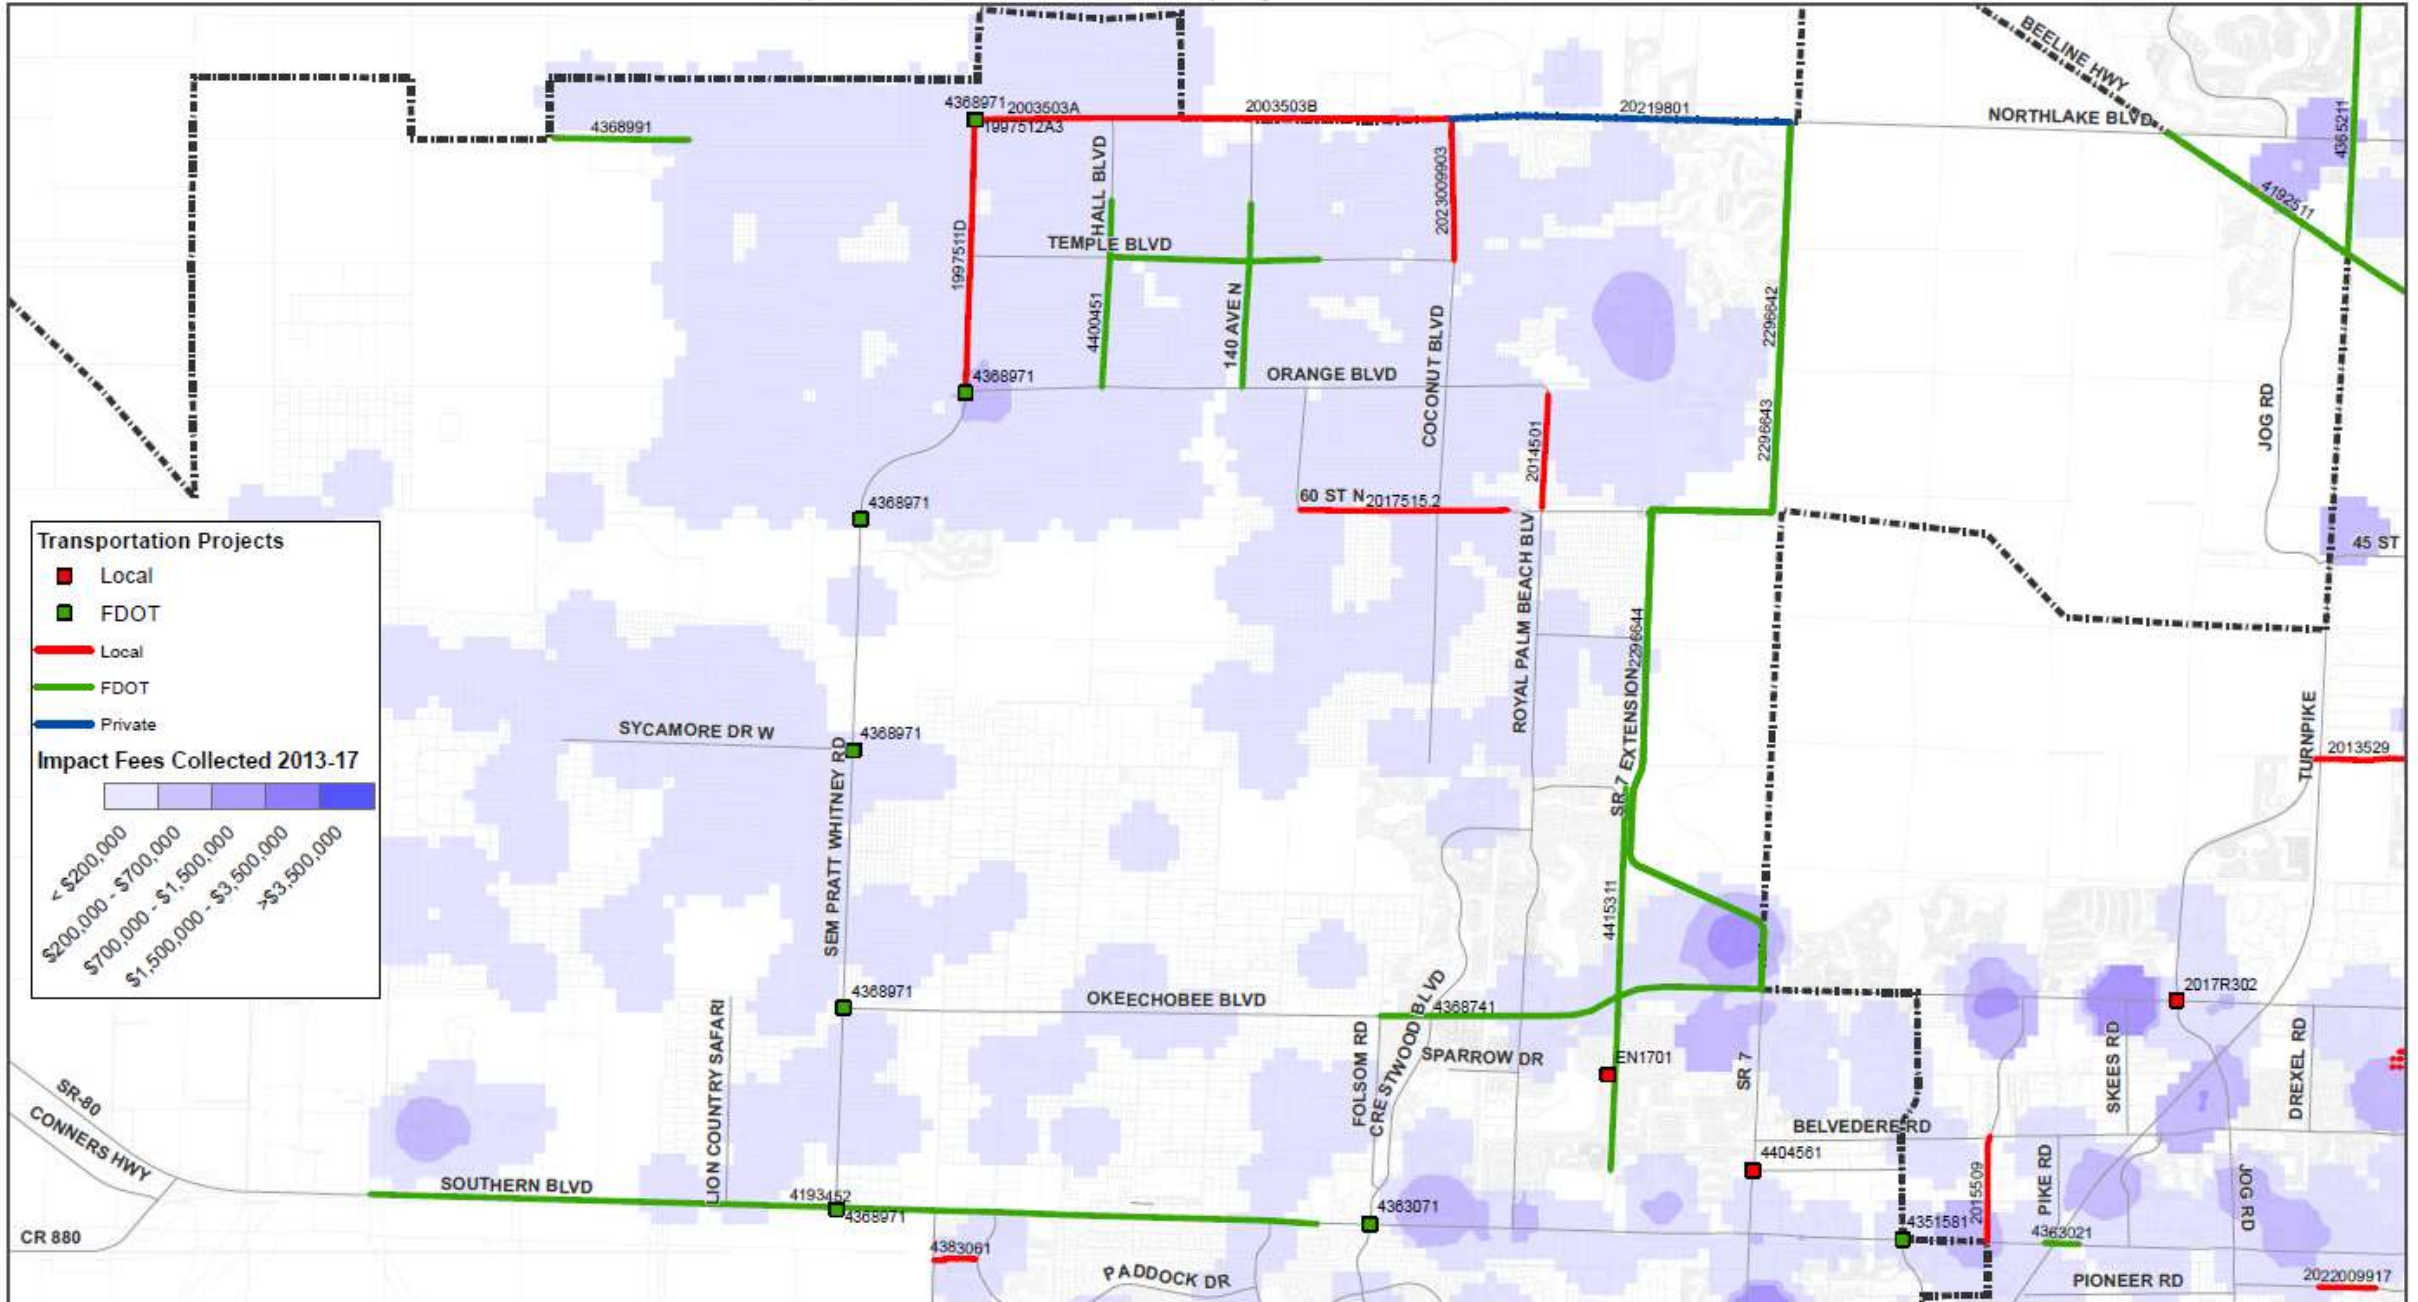 BEELINE HWY
4368971
2003503A
2003503B
20219801
NORTHLAKE BLVD
4365211
4368991
1997512A3
HALL BLVD
2023009903
4192511
TEMPLE BLVD
1997511D
4400451
140 AVE N
COCONUT BLVD
2296642
4368971
ORANGE BLVD
2296643
JOG RD
2014501
4368971
60 ST N
2017515.2
45 ST
Transportation Projects
Local
FDOT
Local
FDOT
Private
Impact Fees Collected 2013-17
< $200,000
$200,000 - $700,000
$700,000 - $1,500,000
$1,500,000 - $3,500,000
>$3,500,000
ROYAL PALM BEACH BLV
2296644
SR 7 EXTENSION
SYCAMORE DR W
4368971
SEM PRATT WHITNEY RD
TURNPIKE
2013529
4415311
4368971
OKEECHOBEE BLVD
4368741
2017R302
LION COUNTRY SAFARI
FOLSOM RD
CRESTWOOD BLVD
SPARROW DR
EN1701
SR 7
SKEES RD
DREXEL RD
SR-80
CONNERS HWY
BELVEDERE RD
4404561
SOUTHERN BLVD
4193452
4368971
4363071
4351581
2015509
PIKE RD
4363021
JOG RD
CR 880
4383061
PADDOCK DR
PIONEER RD
2022009917